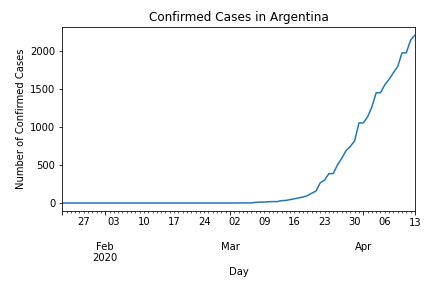 Confirmed Cases in Argentina
Number of Confirmed Cases
2000
1500
1000
500
0
27 03 10 17 24 02 09 16 23 30 06 13
Feb Mar Apr
2020
Day